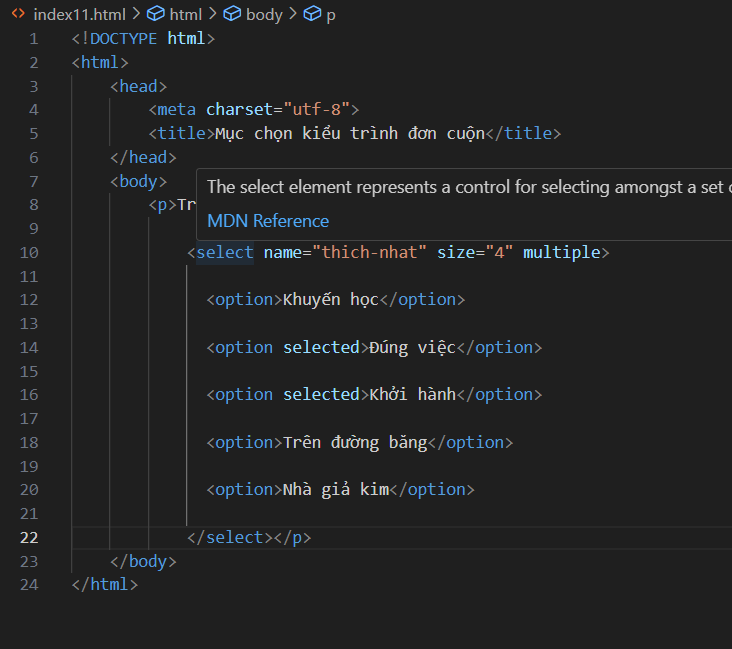 index11.html > html > body > p
1 <!DOCTYPE html>
2 <html>
3 <head>
4 <meta charset="utf-8">
5 <title>Mục chọn kiểu trình đơn cuộn</title>
6 </head>
7 <body>
The select element represents a control for selecting amongst a set
8 <p>Tr
MDN Reference
9
10 <select name="thich-nhat" size="4" multiple>
11
12 <option>Khuyến học</option>
13
14 <option selected>Đúng việc</option>
15
16 <option selected>Khởi hành</option>
17
18 <option>Trên đường băng</option>
19
20 <option>Nhà giả kim</option>
21
22 </select></p>
23 </body>
24 </html>